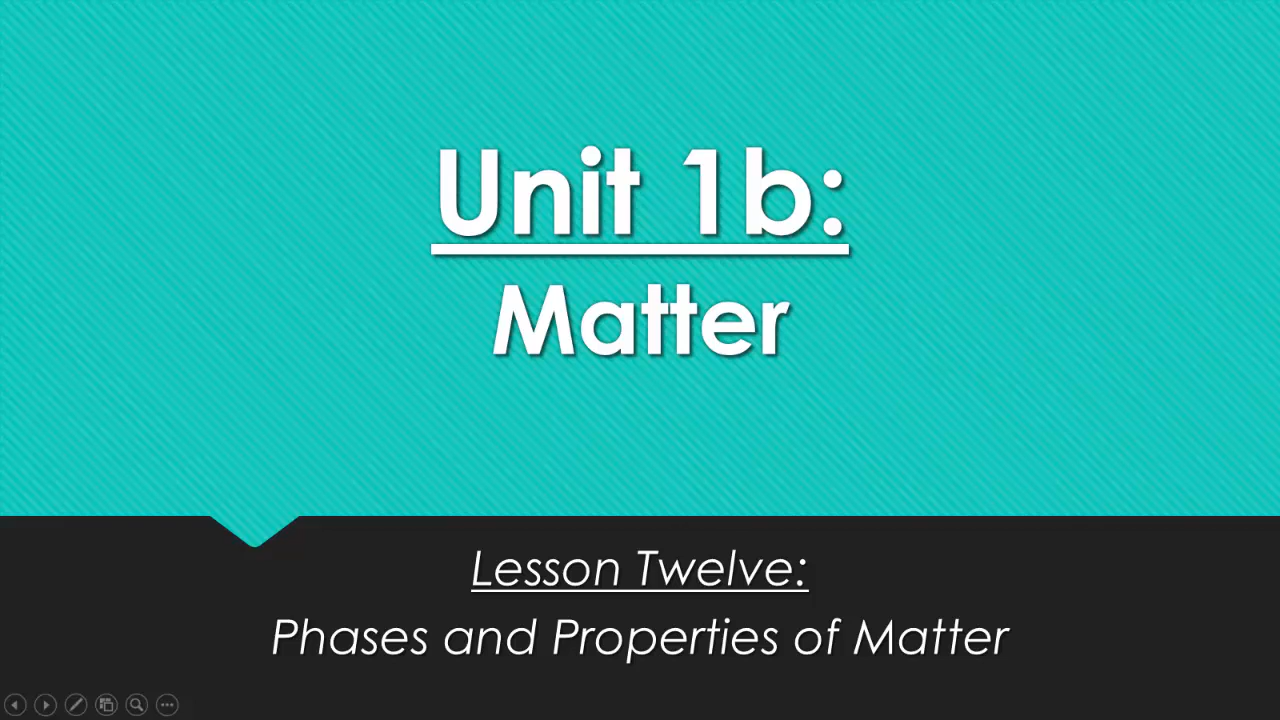 Unit 1b:
Matter
Lesson Twelve:
Phases and Properties of Matter